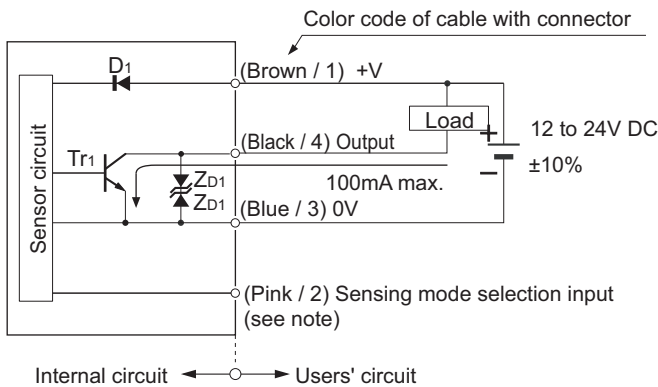 Color code of cable with connector
D1
(Brown / 1) +V
Load
+
12 to 24V DC
±10%
−
Sensor circuit
Tr1
(Black / 4) Output
ZD1
ZD1
100mA max.
(Blue / 3) 0V
(Pink / 2) Sensing mode selection input
(see note)
Internal circuit
Users' circuit